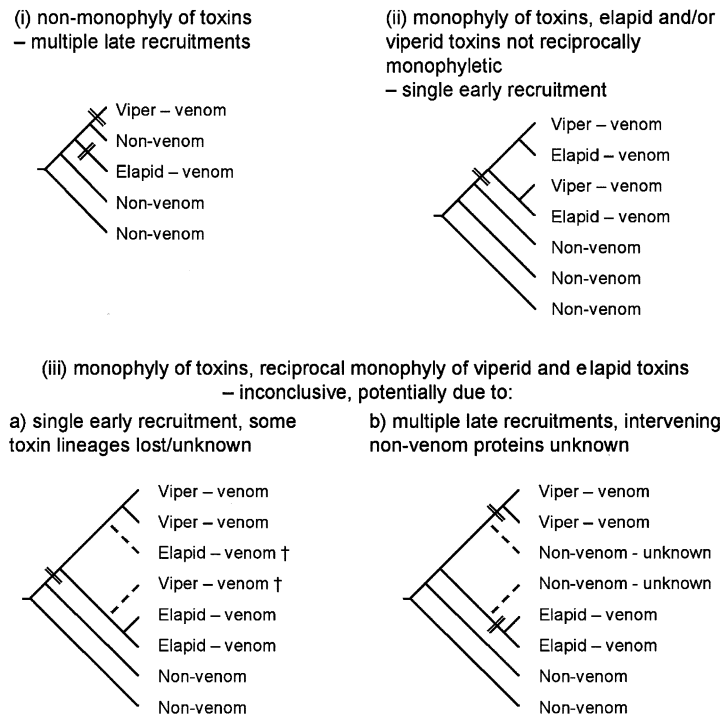 (i) non-monophyly of toxins
– multiple late recruitments
Viper – venom
Non-venom
Elapid – venom
Non-venom
Non-venom
(ii) monophyly of toxins, elapid and/or
viperid toxins not reciprocally
monophyletic
– single early recruitment
Viper – venom
Elapid – venom
Viper – venom
Elapid – venom
Non-venom
Non-venom
Non-venom
(iii) monophyly of toxins, reciprocal monophyly of viperid and elapid toxins
– inconclusive, potentially due to:
a) single early recruitment, some
toxin lineages lost/unknown
Viper – venom
Viper – venom
Elapid – venom †
Viper – venom †
Elapid – venom
Elapid – venom
Non-venom
Non-venom
b) multiple late recruitments, intervening
non-venom proteins unknown
Viper – venom
Viper – venom
Non-venom - unknown
Non-venom - unknown
Elapid – venom
Elapid – venom
Non-venom
Non-venom